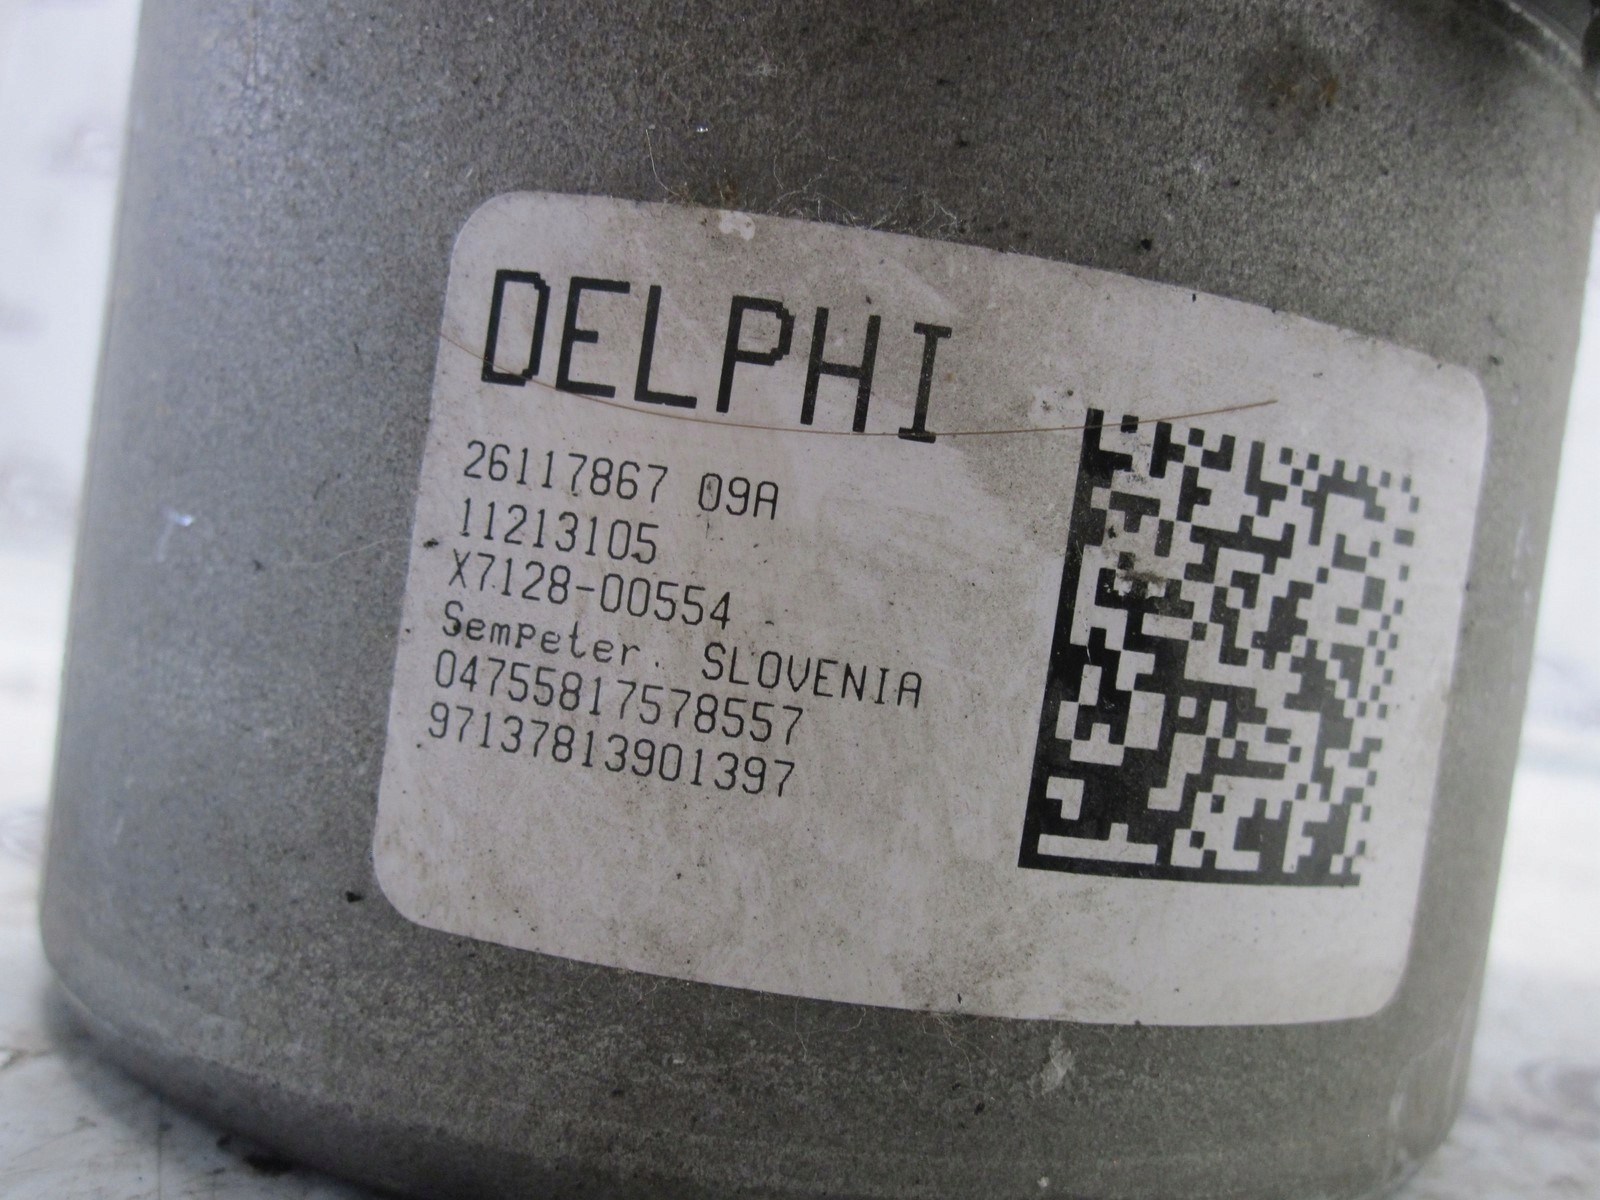 DELPHI
26117867 09A
11213105
X7128-00554
Sempeter. SLOVENIA
04755817578557
97137813901397